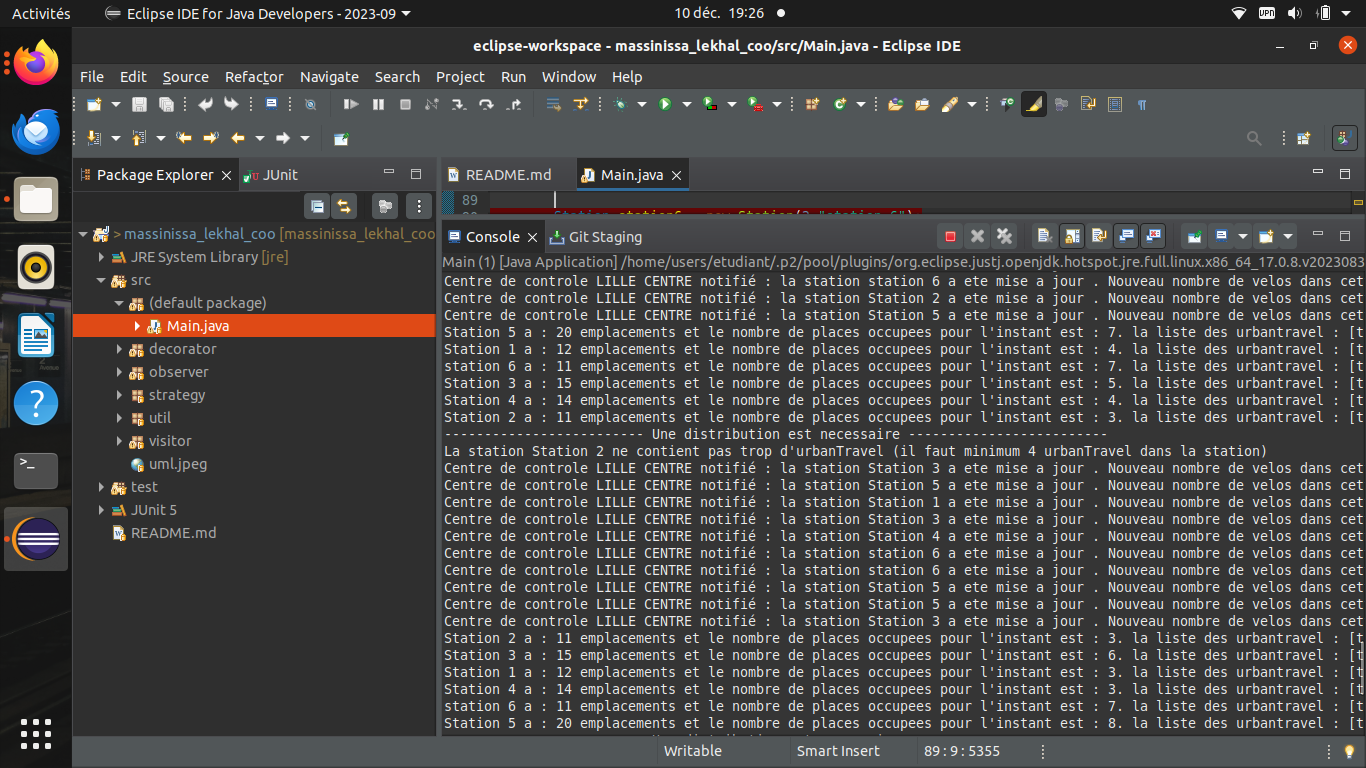 Activités
Eclipse IDE for Java Developers - 2023-09
10 déc. 19:26
VPN
eclipse-workspace - massinissa_lekhal_coo/src/Main.java - Eclipse IDE
File Edit Source Refactor Navigate Search Project Run Window Help
Package Explorer
JUnit
> massinissa_lekhal_coo [massinissa_lekhal_coo
JRE System Library [jre]
src
(default package)
Main.java
decorator
observer
strategy
util
visitor
uml.jpeg
test
JUnit 5
README.md
README.md
Main.java
89
Console
Git Staging
Main (1) [Java Application] /home/users/etudiant/.p2/pool/plugins/org.eclipse.justj.openjdk.hotspot.jre.full.linux.x86_64_17.0.8.v2023083
Centre de controle LILLE CENTRE notifié : la station station 6 a ete mise a jour . Nouveau nombre de velos dans cet
Centre de controle LILLE CENTRE notifié : la station Station 2 a ete mise a jour . Nouveau nombre de velos dans cet
Centre de controle LILLE CENTRE notifié : la station Station 5 a ete mise a jour . Nouveau nombre de velos dans cet
Station 5 a : 20 emplacements et le nombre de places occupees pour l'instant est : 7. la liste des urbantravel : [t
Station 1 a : 12 emplacements et le nombre de places occupees pour l'instant est : 4. la liste des urbantravel : [t
station 6 a : 11 emplacements et le nombre de places occupees pour l'instant est : 7. la liste des urbantravel : [t
Station 3 a : 15 emplacements et le nombre de places occupees pour l'instant est : 5. la liste des urbantravel : [t
Station 4 a : 14 emplacements et le nombre de places occupees pour l'instant est : 4. la liste des urbantravel : [t
Station 2 a : 11 emplacements et le nombre de places occupees pour l'instant est : 3. la liste des urbantravel : [t
------------------------- Une distribution est necessaire -------------------------
La station Station 2 ne contient pas trop d'urbanTravel (il faut minimum 4 urbanTravel dans la station)
Centre de controle LILLE CENTRE notifié : la station Station 3 a ete mise a jour . Nouveau nombre de velos dans cet
Centre de controle LILLE CENTRE notifié : la station Station 5 a ete mise a jour . Nouveau nombre de velos dans cet
Centre de controle LILLE CENTRE notifié : la station Station 1 a ete mise a jour . Nouveau nombre de velos dans cet
Centre de controle LILLE CENTRE notifié : la station Station 3 a ete mise a jour . Nouveau nombre de velos dans cet
Centre de controle LILLE CENTRE notifié : la station Station 4 a ete mise a jour . Nouveau nombre de velos dans cet
Centre de controle LILLE CENTRE notifié : la station station 6 a ete mise a jour . Nouveau nombre de velos dans cet
Centre de controle LILLE CENTRE notifié : la station station 6 a ete mise a jour . Nouveau nombre de velos dans cet
Centre de controle LILLE CENTRE notifié : la station Station 5 a ete mise a jour . Nouveau nombre de velos dans cet
Centre de controle LILLE CENTRE notifié : la station Station 5 a ete mise a jour . Nouveau nombre de velos dans cet
Centre de controle LILLE CENTRE notifié : la station Station 3 a ete mise a jour . Nouveau nombre de velos dans cet
Station 2 a : 11 emplacements et le nombre de places occupees pour l'instant est : 3. la liste des urbantravel : [t
Station 3 a : 15 emplacements et le nombre de places occupees pour l'instant est : 6. la liste des urbantravel : [t
Station 1 a : 12 emplacements et le nombre de places occupees pour l'instant est : 3. la liste des urbantravel : [t
Station 4 a : 14 emplacements et le nombre de places occupees pour l'instant est : 3. la liste des urbantravel : [t
station 6 a : 11 emplacements et le nombre de places occupees pour l'instant est : 7. la liste des urbantravel : [t
Station 5 a : 20 emplacements et le nombre de places occupees pour l'instant est : 8. la liste des urbantravel : [t
Writable
Smart Insert
89 : 9 : 5355